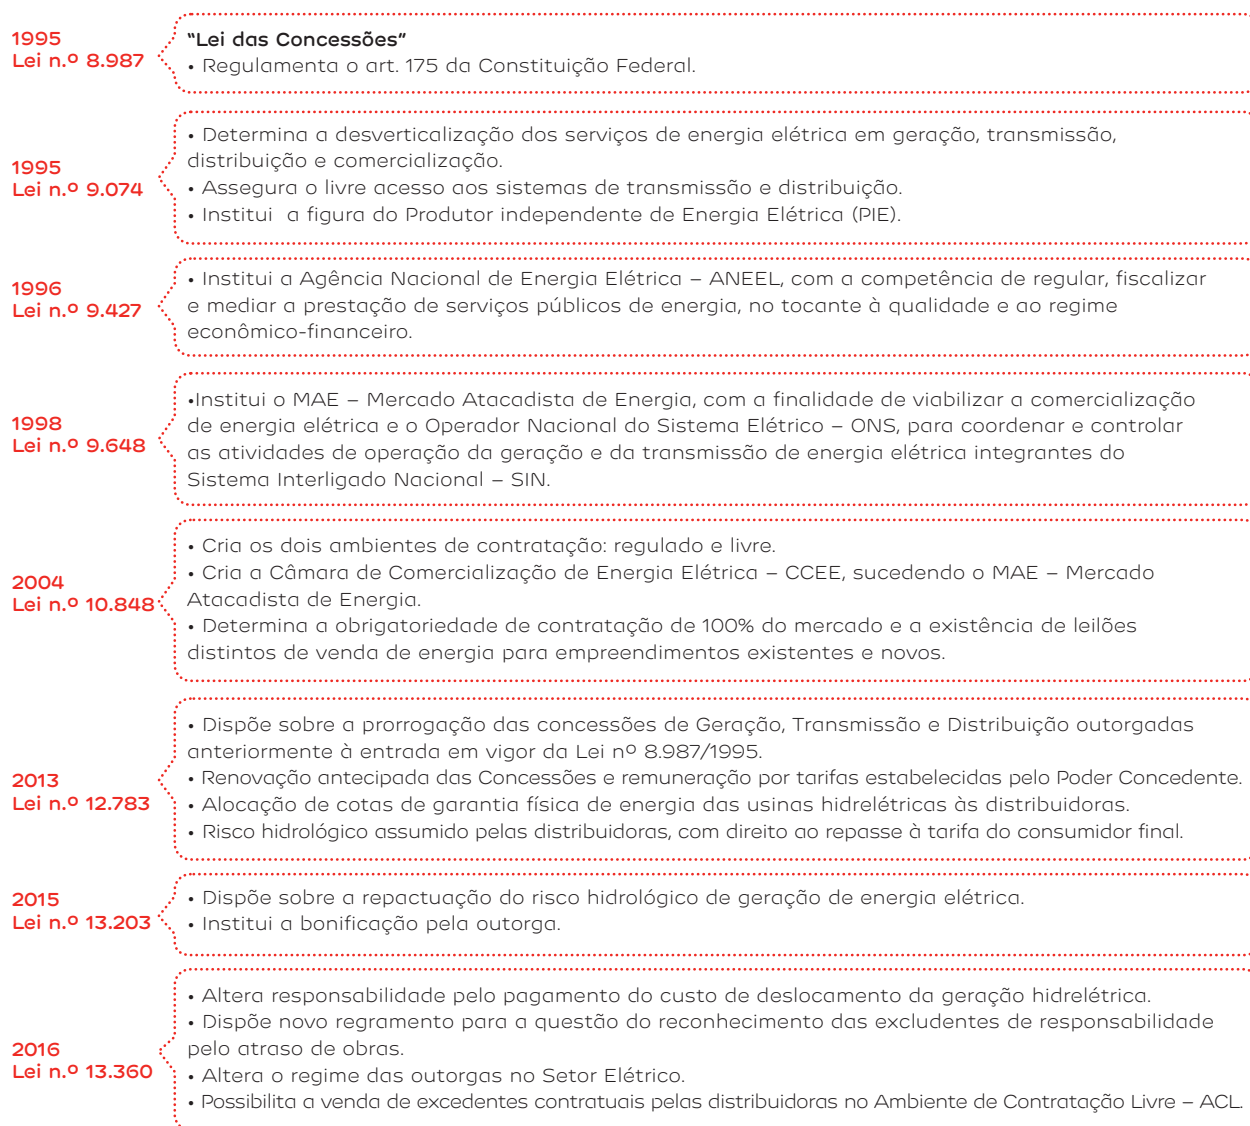 1995
Lei n.º 8.987
“Lei das Concessões”
• Regulamenta o art. 175 da Constituição Federal.
1995
Lei n.º 9.074
• Determina a desverticalização dos serviços de energia elétrica em geração, transmissão,
distribuição e comercialização.
• Assegura o livre acesso aos sistemas de transmissão e distribuição.
• Institui a figura do Produtor independente de Energia Elétrica (PIE).
1996
Lei n.º 9.427
• Institui a Agência Nacional de Energia Elétrica – ANEEL, com a competência de regular, fiscalizar
e mediar a prestação de serviços públicos de energia, no tocante à qualidade e ao regime
econômico-financeiro.
1998
Lei n.º 9.648
•Institui o MAE – Mercado Atacadista de Energia, com a finalidade de viabilizar a comercialização
de energia elétrica e o Operador Nacional do Sistema Elétrico – ONS, para coordenar e controlar
as atividades de operação da geração e da transmissão de energia elétrica integrantes do
Sistema Interligado Nacional – SIN.
2004
Lei n.º 10.848
• Cria os dois ambientes de contratação: regulado e livre.
• Cria a Câmara de Comercialização de Energia Elétrica – CCEE, sucedendo o MAE – Mercado
Atacadista de Energia.
• Determina a obrigatoriedade de contratação de 100% do mercado e a existência de leilões
distintos de venda de energia para empreendimentos existentes e novos.
2013
Lei n.º 12.783
• Dispõe sobre a prorrogação das concessões de Geração, Transmissão e Distribuição outorgadas
anteriormente à entrada em vigor da Lei nº 8.987/1995.
• Renovação antecipada das Concessões e remuneração por tarifas estabelecidas pelo Poder Concedente.
• Alocação de cotas de garantia física de energia das usinas hidrelétricas às distribuidoras.
• Risco hidrológico assumido pelas distribuidoras, com direito ao repasse à tarifa do consumidor final.
2015
Lei n.º 13.203
• Dispõe sobre a repactuação do risco hidrológico de geração de energia elétrica.
• Institui a bonificação pela outorga.
2016
Lei n.º 13.360
• Altera responsabilidade pelo pagamento do custo de deslocamento da geração hidrelétrica.
• Dispõe novo regramento para a questão do reconhecimento das excludentes de responsabilidade
pelo atraso de obras.
• Altera o regime das outorgas no Setor Elétrico.
• Possibilita a venda de excedentes contratuais pelas distribuidoras no Ambiente de Contratação Livre – ACL.